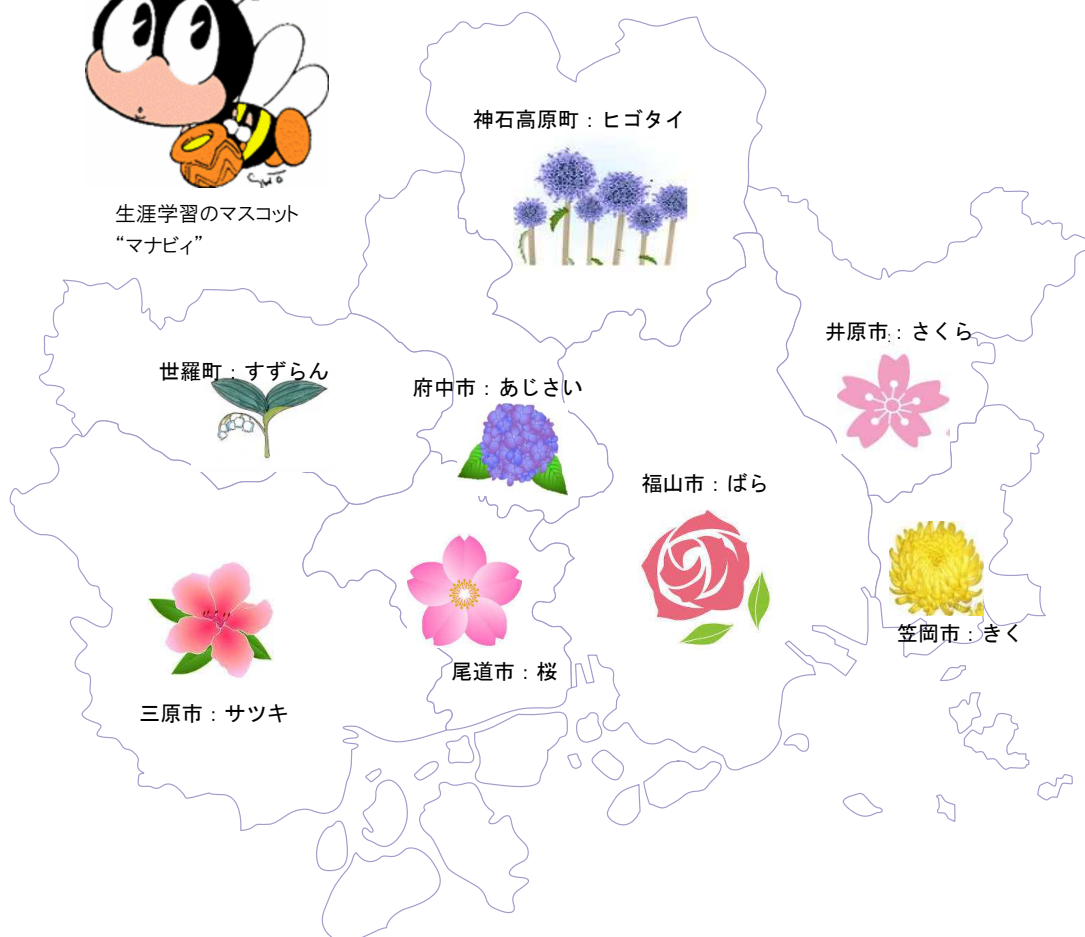 神石高原町：ヒゴタイ
生涯学習のマスコット
“マナビィ”
井原市：さくら
世羅町：すずらん
府中市：あじさい
福山市：ばら
笠岡市：きく
尾道市：桜
三原市：サツキ